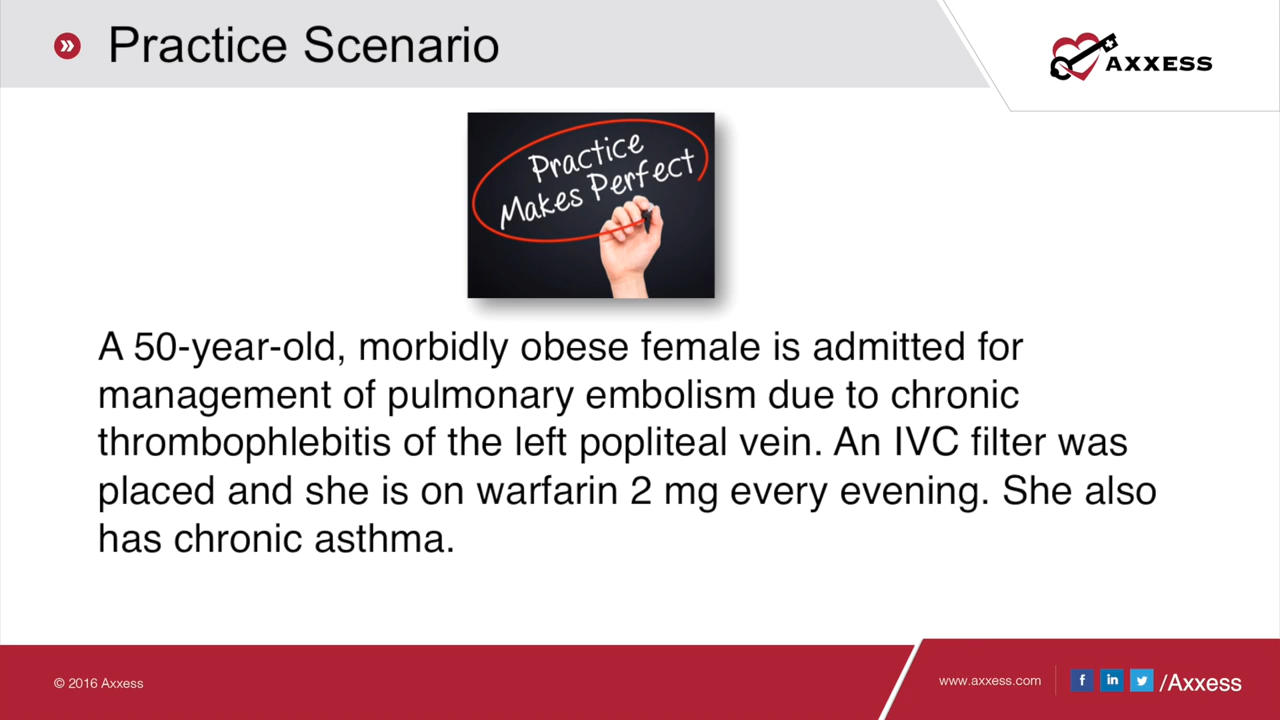 Practice Scenario
AXXESS
Practice
Makes Perfect
A 50-year-old, morbidly obese female is admitted for
management of pulmonary embolism due to chronic
thrombophlebitis of the left popliteal vein. An IVC filter was
placed and she is on warfarin 2 mg every evening. She also
has chronic asthma.
© 2016 Axxess
www.axxess.com
/Axxess